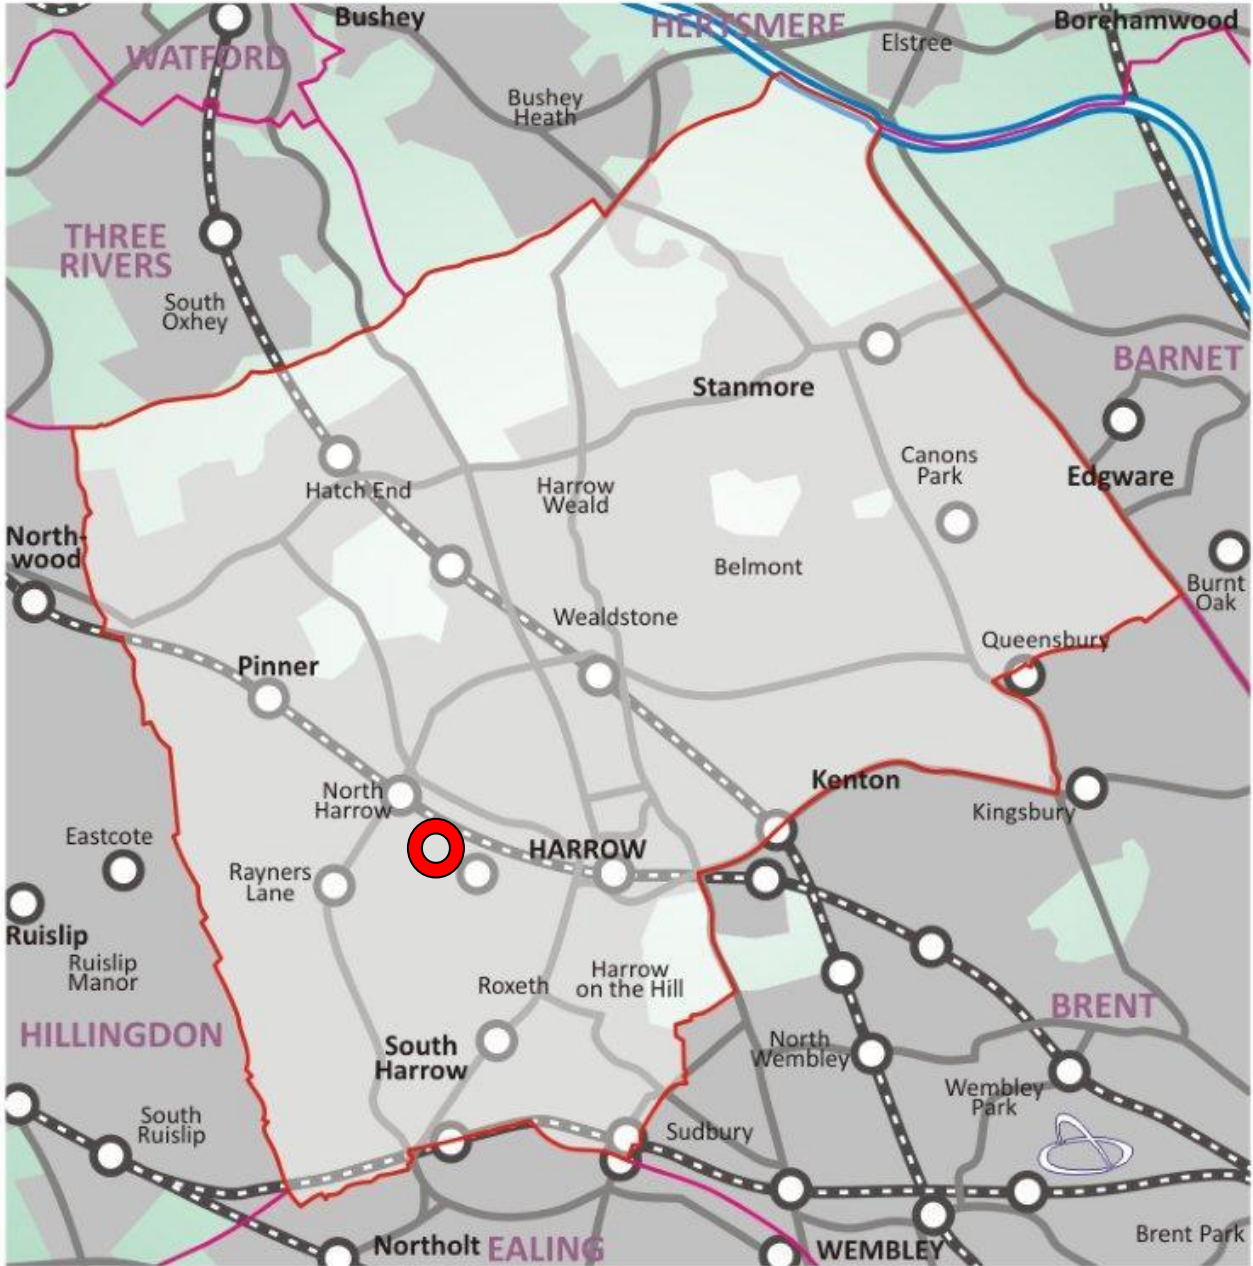 Bushey
HERTSMERE
Borehamwood
WATFORD
Elstree
Bushey
Heath
THREE
RIVERS
South
Oxhey
BARNET
Stanmore
Canons
Park
Edgware
Hatch End
Harrow
Weald
North-
wood
Belmont
Burnt
Oak
Wealdstone
Queensbury
Pinner
Kenton
North
Harrow
Kingsbury
Eastcote
HARROW
Rayners
Lane
Ruislip
Ruislip
Manor
Roxeth
Harrow
on the Hill
BRENT
HILLINGDON
South
Harrow
North
Wembley
Wembley
Park
South
Ruislip
Sudbury
Brent Park
Northolt
EALING
WEMBLEY